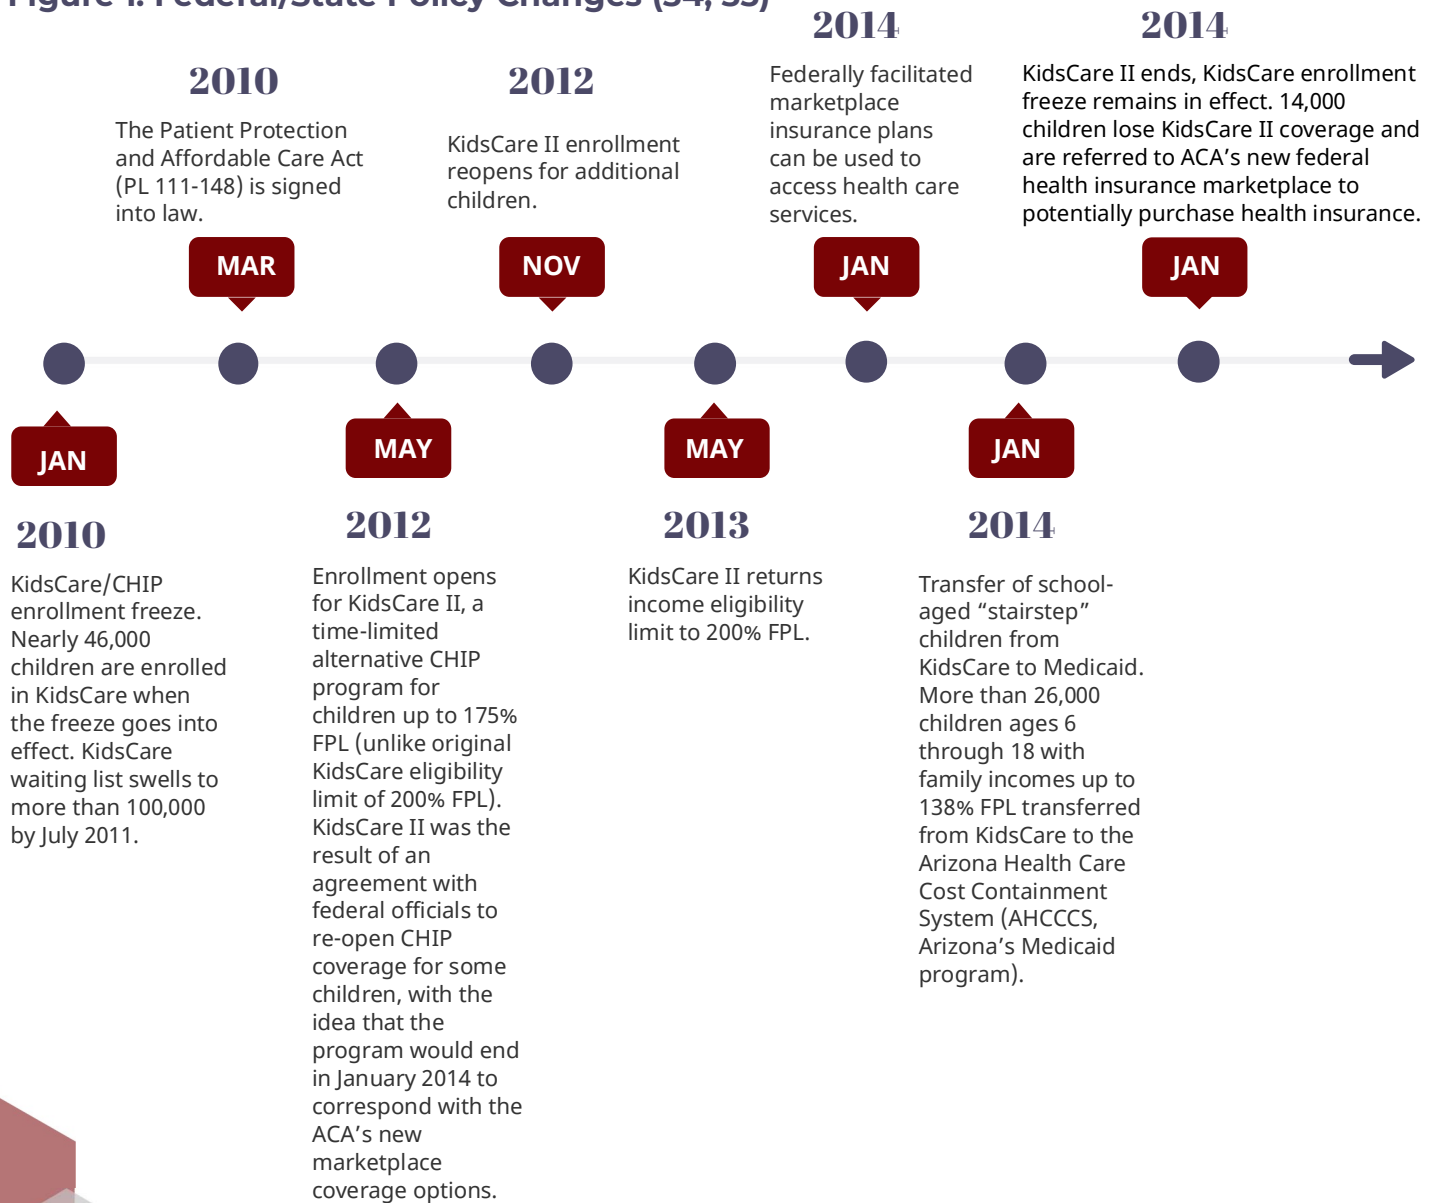 Figure 1. Federal/State Policy Changes (34, 35)
2010
The Patient Protection
and Affordable Care Act
(PL 111-148) is signed
into law.
MAR
2012
KidsCare II enrollment
reopens for additional
children.
NOV
2014
Federally facilitated
marketplace
insurance plans
can be used to
access health care
services.
JAN
2014
KidsCare II ends, KidsCare enrollment
freeze remains in effect. 14,000
children lose KidsCare II coverage and
are referred to ACA’s new federal
health insurance marketplace to
potentially purchase health insurance.
JAN
JAN
2010
KidsCare/CHIP
enrollment freeze.
Nearly 46,000
children are enrolled
in KidsCare when
the freeze goes into
effect. KidsCare
waiting list swells to
more than 100,000
by July 2011.
MAY
2012
Enrollment opens
for KidsCare II, a
time-limited
alternative CHIP
program for
children up to 175%
FPL (unlike original
KidsCare eligibility
limit of 200% FPL).
KidsCare II was the
result of an
agreement with
federal officials to
re-open CHIP
coverage for some
children, with the
idea that the
program would end
in January 2014 to
correspond with the
ACA’s new
marketplace
coverage options.
MAY
2013
KidsCare II returns
income eligibility
limit to 200% FPL.
JAN
2014
Transfer of school-
aged “stairstep”
children from
KidsCare to Medicaid.
More than 26,000
children ages 6
through 18 with
family incomes up to
138% FPL transferred
from KidsCare to the
Arizona Health Care
Cost Containment
System (AHCCCS,
Arizona’s Medicaid
program).